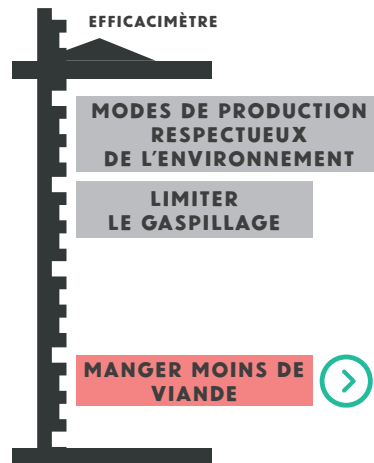 EFFICACIMÈTRE
MODES DE PRODUCTION
RESPECTUEUX
DE L'ENVIRONNEMENT
LIMITER
LE GASPILLAGE
MANGER MOINS DE
VIANDE